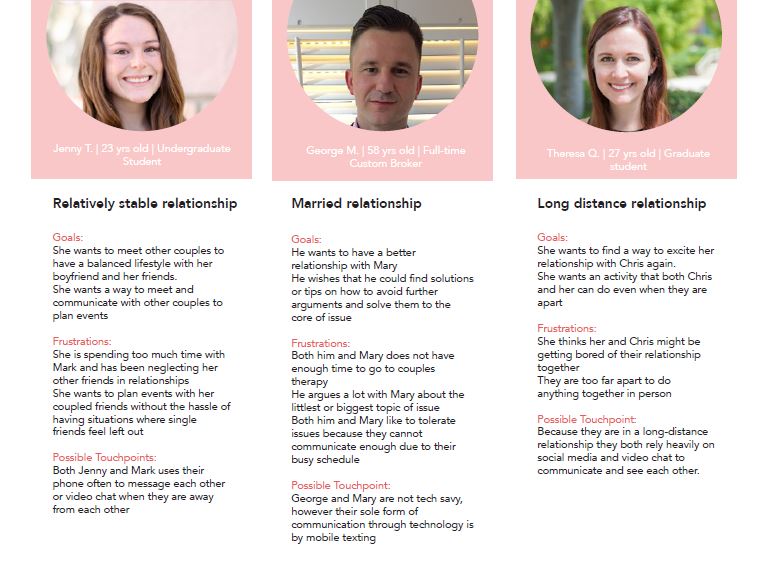 Jenny T. | 23 yrs old | Undergraduate
Student
Relatively stable relationship
Goals:
She wants to meet other couples to
have a balanced lifestyle with her
boyfriend and her friends.
She wants a way to meet and
communicate with other couples to
plan events
Frustrations:
She is spending too much time with
Mark and has been neglecting her
other friends in relationships
She wants to plan events with her
coupled friends without the hassle of
having situations where single
friends feel left out
Possible Touchpoints:
Both Jenny and Mark uses their
phone often to message each other
or video chat when they are away
from each other
George M. | 58 yrs old | Full-time
Custom Broker
Married relationship
Goals:
He wants to have a better
relationship with Mary
He wishes that he could find solutions
or tips on how to avoid further
arguments and solve them to the
core of issue
Frustrations:
Both him and Mary does not have
enough time to go to couples
therapy
He argues a lot with Mary about the
littlest or biggest topic of issue
Both him and Mary like to tolerate
issues because they cannot
communicate enough due to their
busy schedule
Possible Touchpoint:
George and Mary are not tech savy,
however their sole form of
communication through technology is
by mobile texting
Theresa Q. | 27 yrs old | Graduate
student
Long distance relationship
Goals:
She wants to find a way to excite her
relationship with Chris again.
She wants an activity that both Chris
and her can do even when they are
apart
Frustrations:
She thinks her and Chris might be
getting bored of their relationship
together
They are too far apart to do
anything together in person
Possible Touchpoint:
Because they are in a long-distance
relationship they both rely heavily on
social media and video chat to
communicate and see each other.